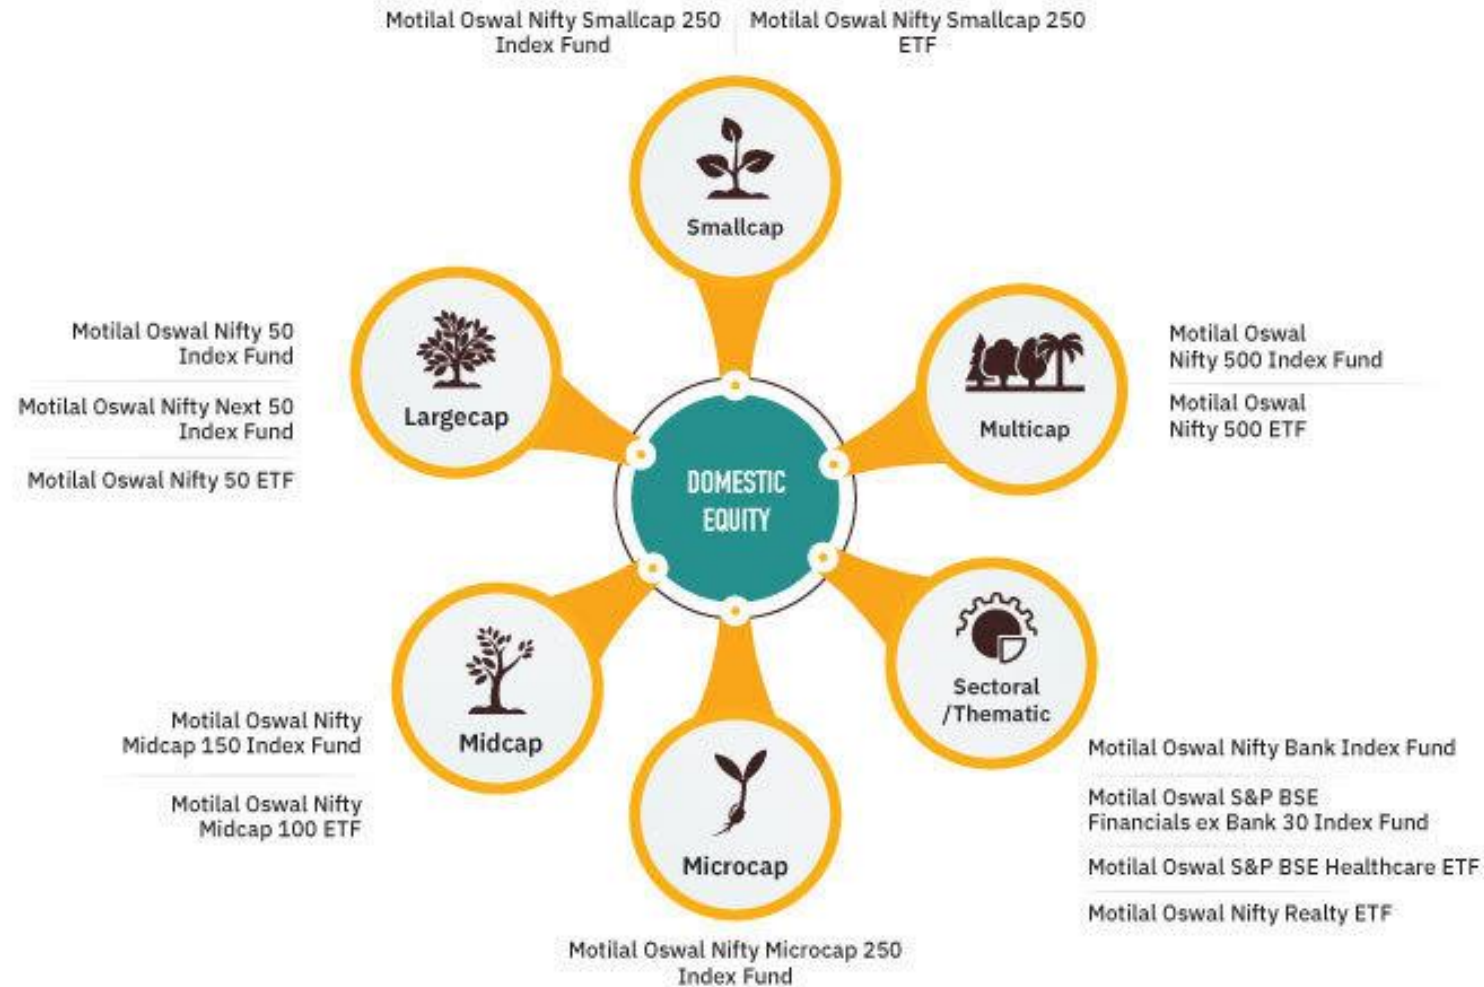 Motilal Oswal Nifty Smallcap 250
Index Fund
Motilal Oswal Nifty Smallcap 250
ETF
Smallcap
Motilal Oswal Nifty 50
Index Fund
Motilal Oswal Nifty Next 50
Index Fund
Motilal Oswal Nifty 50 ETF
Largecap
Multicap
Motilal Oswal
Nifty 500 Index Fund
Motilal Oswal
Nifty 500 ETF
DOMESTIC
EQUITY
Motilal Oswal Nifty
Midcap 150 Index Fund
Motilal Oswal Nifty
Midcap 100 ETF
Midcap
Sectoral
/Thematic
Motilal Oswal Nifty Bank Index Fund
Motilal Oswal S&P BSE
Financials ex Bank 30 Index Fund
Motilal Oswal S&P BSE Healthcare ETF
Motilal Oswal Nifty Realty ETF
Microcap
Motilal Oswal Nifty Microcap 250
Index Fund